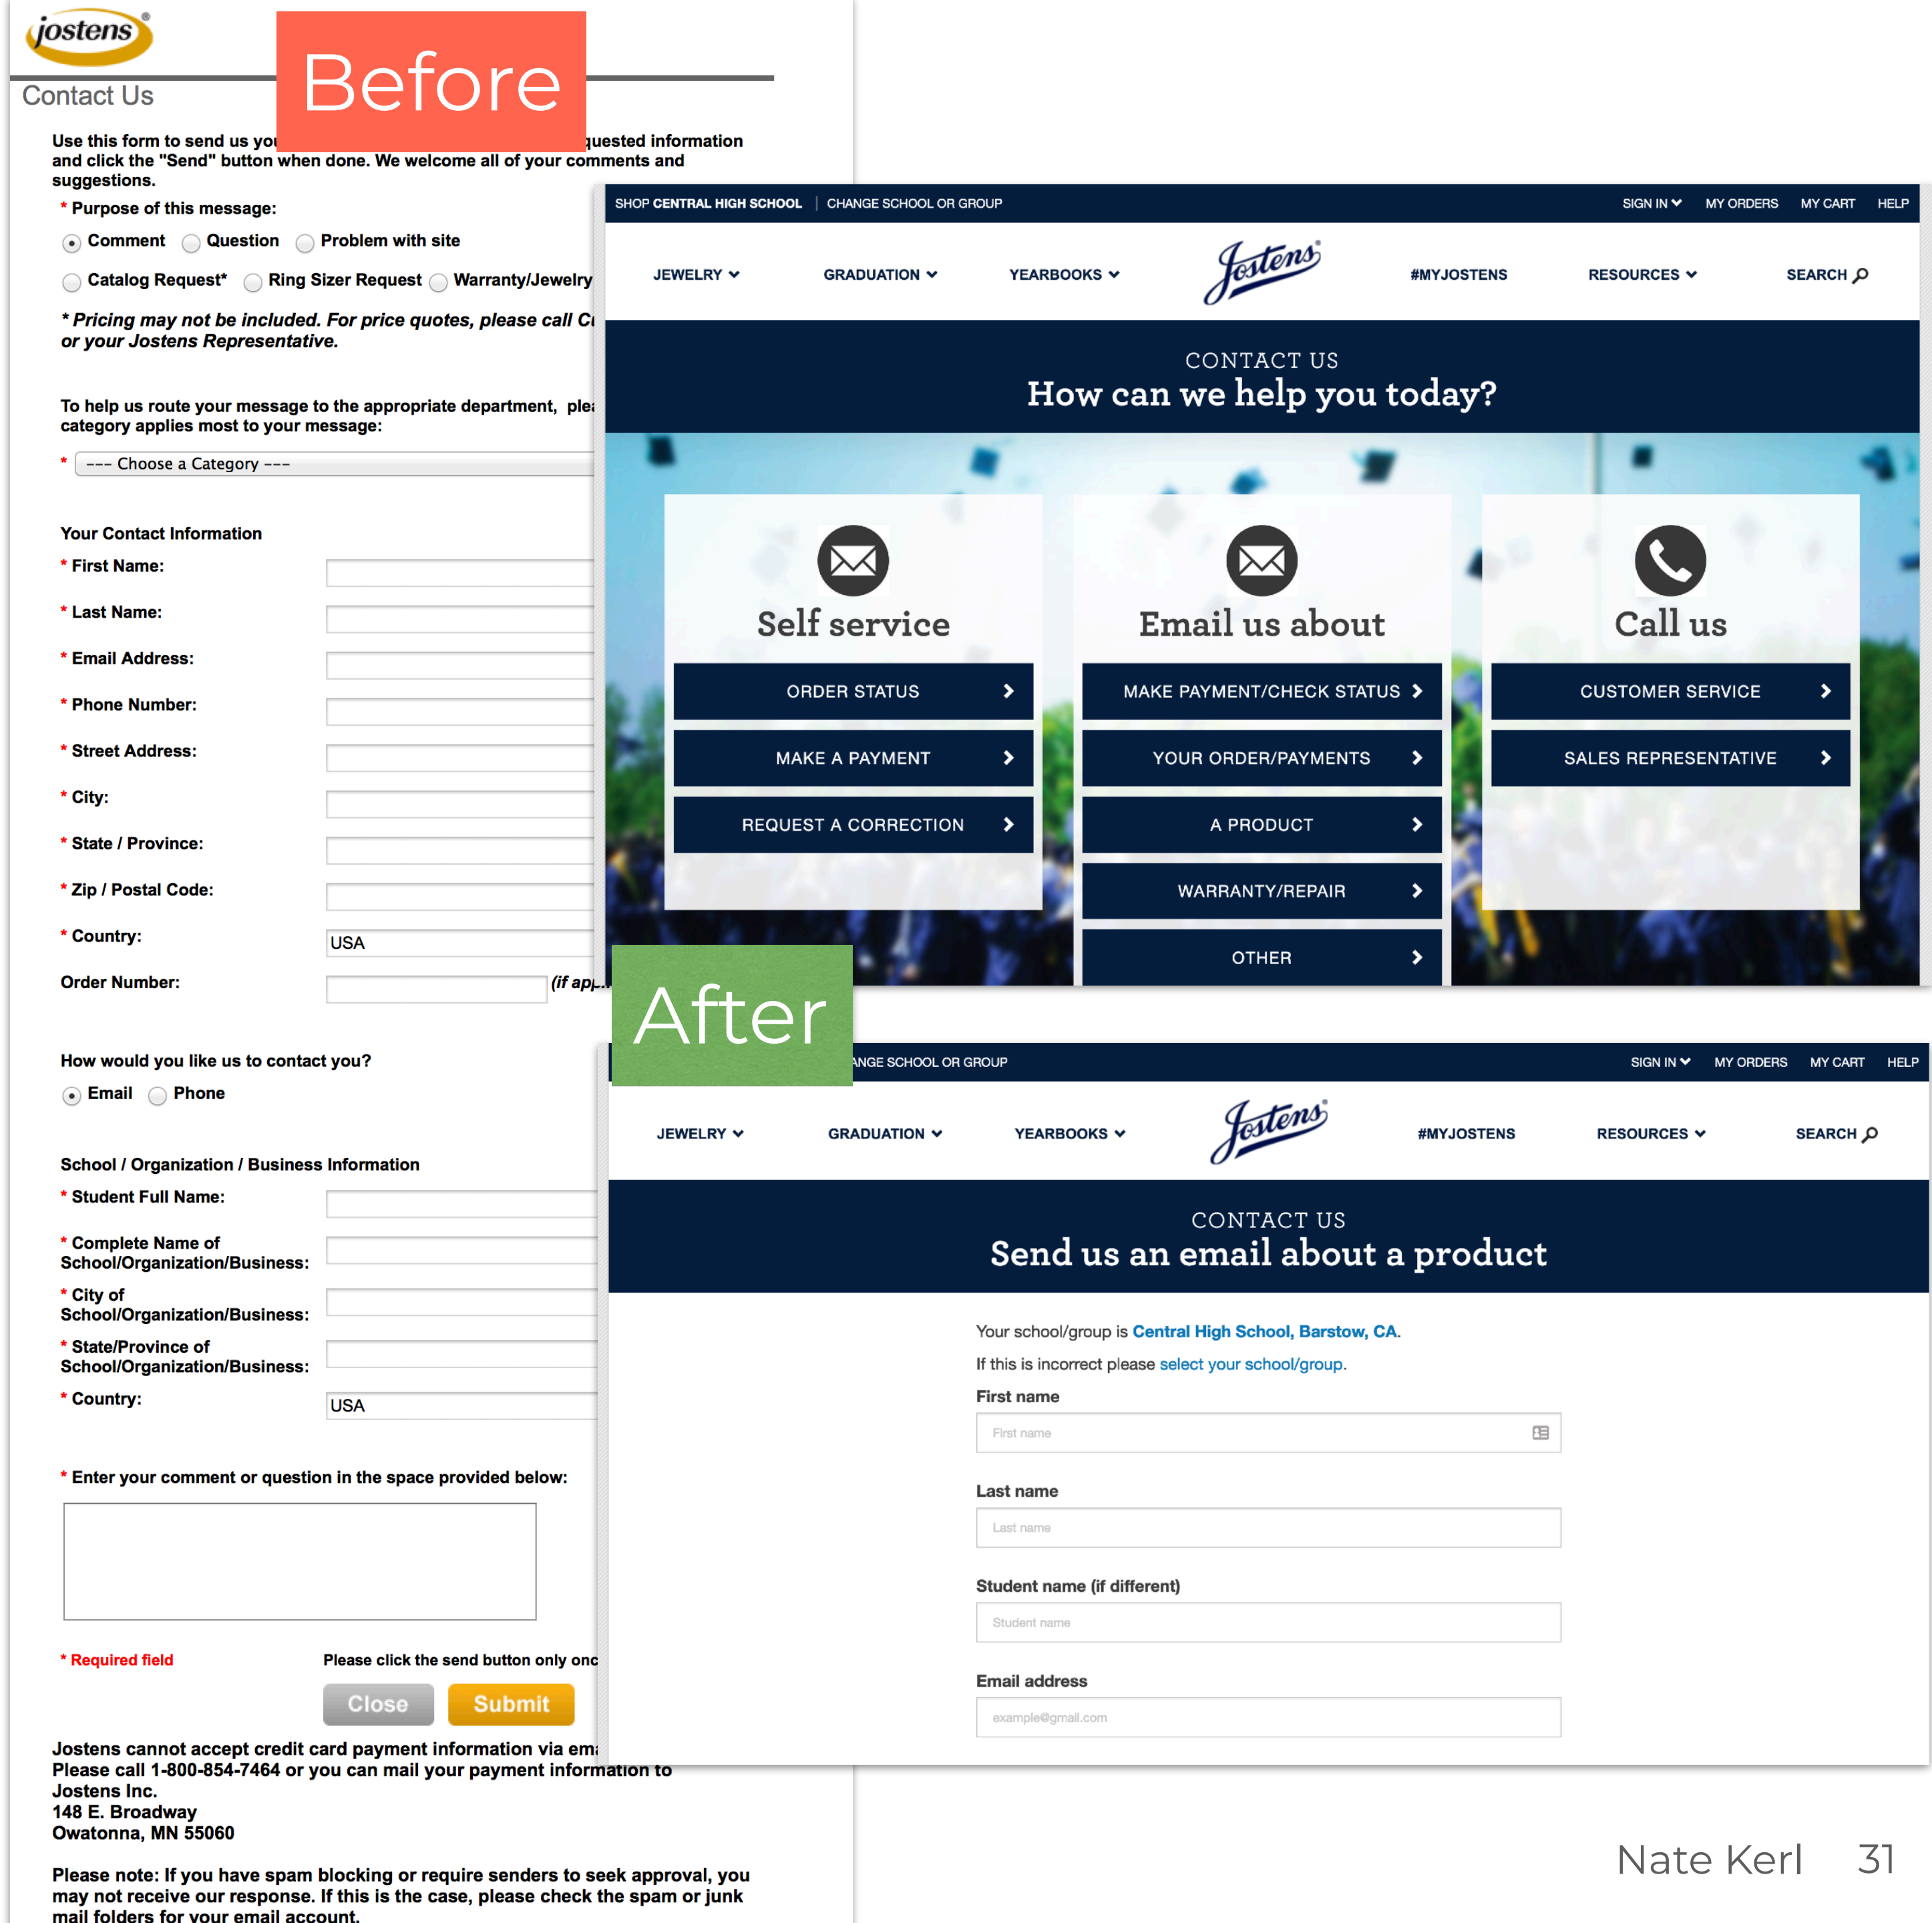 jostens®
Before
Contact Us
Use this form to send us you
quested information
and click the "Send" button when done. We welcome all of your comments and
suggestions.
* Purpose of this message:
Comment Question Problem with site
Catalog Request* Ring Sizer Request Warranty/Jewelry
* Pricing may not be included. For price quotes, please call
or your Jostens Representative.
To help us route your message to the appropriate department,
category applies most to your message:
* --- Choose a Category ---
Your Contact Information
* First Name:
* Last Name:
* Email Address:
* Phone Number:
* Street Address:
* City:
* State / Province:
* Zip / Postal Code:
* Country: USA
Order Number: (if
How would you like us to contact you?
Email Phone
School / Organization / Business Information
* Student Full Name:
* Complete Name of
School/Organization/Business:
* City of
School/Organization/Business:
* State/Province of
School/Organization/Business:
* Country: USA
* Enter your comment or question in the space provided below:
* Required field Please click the send button only
Close Submit
Jostens cannot accept credit card payment information via
Please call 1-800-854-7464 or you can mail your payment information to
Jostens Inc.
148 E. Broadway
Owatonna, MN 55060
Please note: If you have spam blocking or require senders to seek approval, you
may not receive our response. If this is the case, please check the spam or junk
mail folders for your email account.
SHOP CENTRAL HIGH SCHOOL | CHANGE SCHOOL OR GROUP SIGN IN MY ORDERS MY CART HELP
JEWELRY GRADUATION YEARBOOKS Jostens® #MYJOSTENS RESOURCES SEARCH
CONTACT US
How can we help you today?
Self service
ORDER STATUS
MAKE A PAYMENT
REQUEST A CORRECTION
Email us about
MAKE PAYMENT/CHECK STATUS
YOUR ORDER/PAYMENTS
A PRODUCT
WARRANTY/REPAIR
OTHER
Call us
CUSTOMER SERVICE
SALES REPRESENTATIVE
After
ANGE SCHOOL OR GROUP SIGN IN MY ORDERS MY CART HELP
JEWELRY GRADUATION YEARBOOKS Jostens® #MYJOSTENS RESOURCES SEARCH
CONTACT US
Send us an email about a product
Your school/group is Central High School, Barstow, CA.
If this is incorrect please select your school/group.
First name
First name
Last name
Last name
Student name (if different)
Student name
Email address
example@gmail.com
Nate Kerl 31